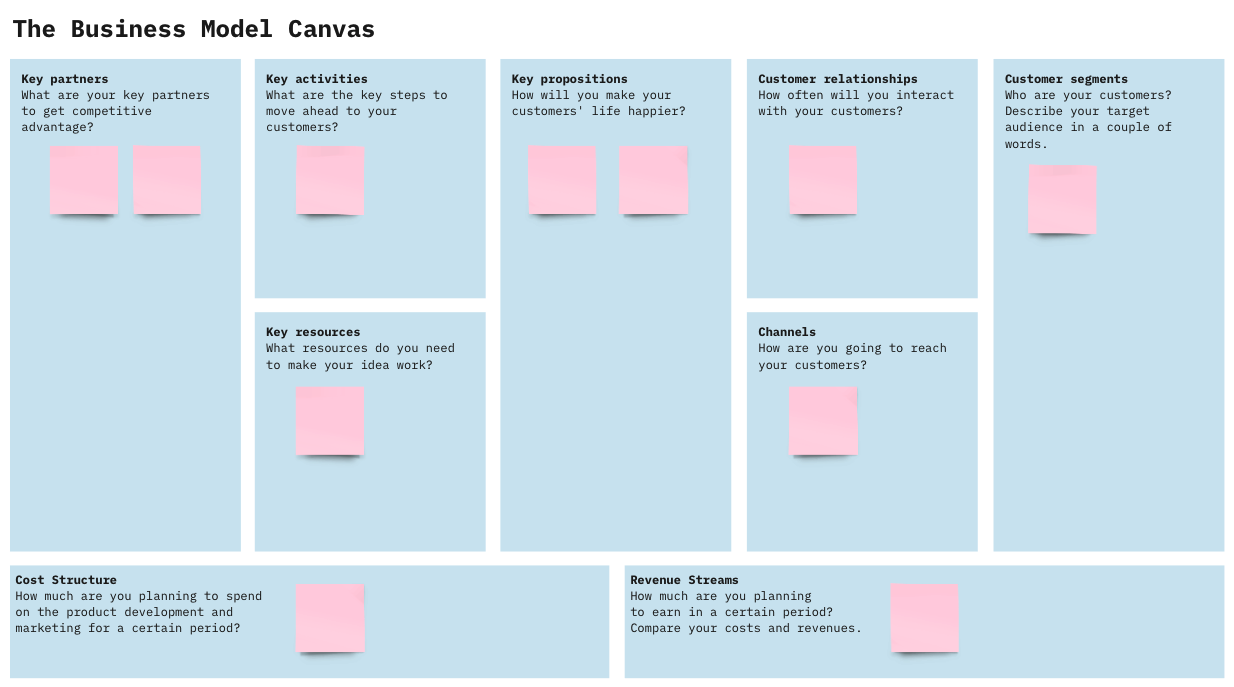 The Business Model Canvas
Key partners
What are your key partners
to get competitive
advantage?
Key activities
What are the key steps to
move ahead to your
customers?
Key propositions
How will you make your
customers' life happier?
Customer relationships
How often will you interact
with your customers?
Customer segments
Who are your customers?
Describe your target
audience in a couple of
words.
Key resources
What resources do you need
to make your idea work?
Channels
How are you going to reach
your customers?
Cost Structure
How much are you planning to spend
on the product development and
marketing for a certain period?
Revenue Streams
How much are you planning
to earn in a certain period?
Compare your costs and revenues.